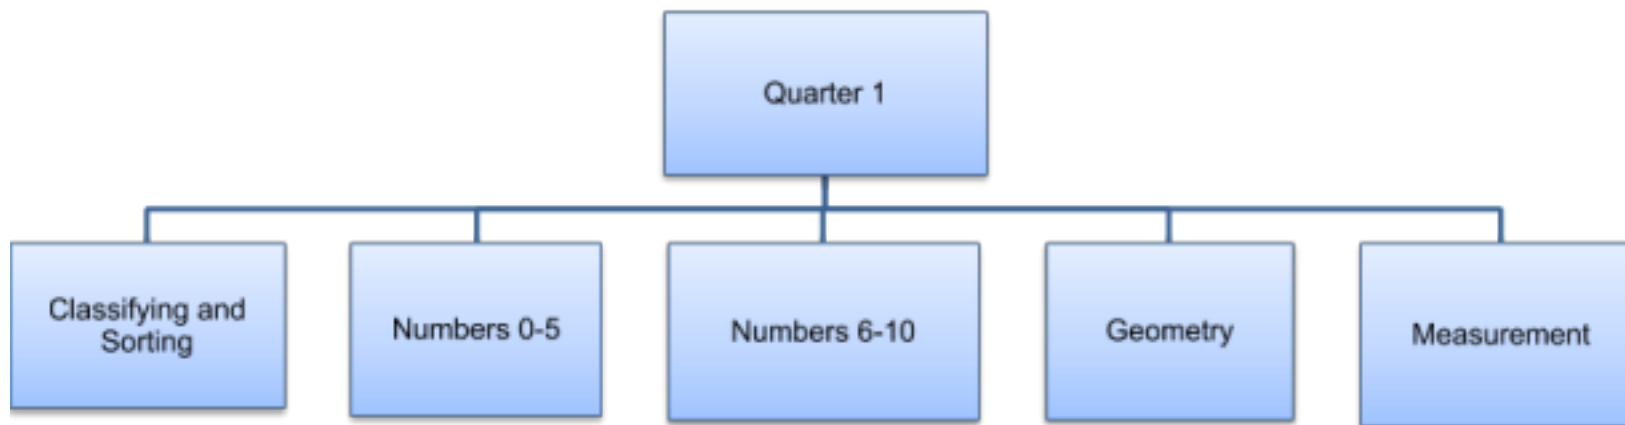 Quarter 1
Classifying and
Sorting
Numbers 0-5
Numbers 6-10
Geometry
Measurement